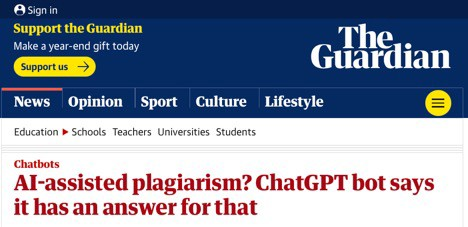 Sign in
Support the Guardian
Make a year-end gift today
Support us
The
Guardian
News Opinion Sport Culture Lifestyle
Education Schools Teachers Universities Students
Chatbots
AI-assisted plagiarism? ChatGPT bot says
it has an answer for that